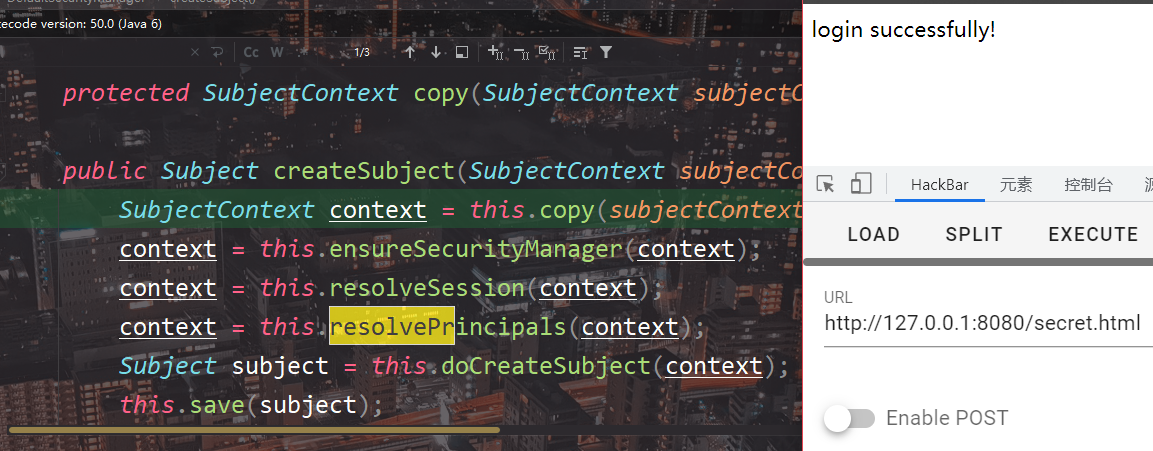 tecode version: 50.0 (Java 6)
Cc W 1/3
protected SubjectContext copy(SubjectContext subjectC
public Subject createSubject(SubjectContext subjectCo
SubjectContext context = this.copy(subjectContext
context = this.ensureSecurityManager(context);
context = this.resolveSession(context);
context = this.resolvePrincipals(context);
Subject subject = this.doCreateSubject(context);
this.save(subject);
login successfully!
HackBar 元素 控制台
LOAD SPLIT EXECUTE
URL
http://127.0.0.1:8080/secret.html
Enable POST